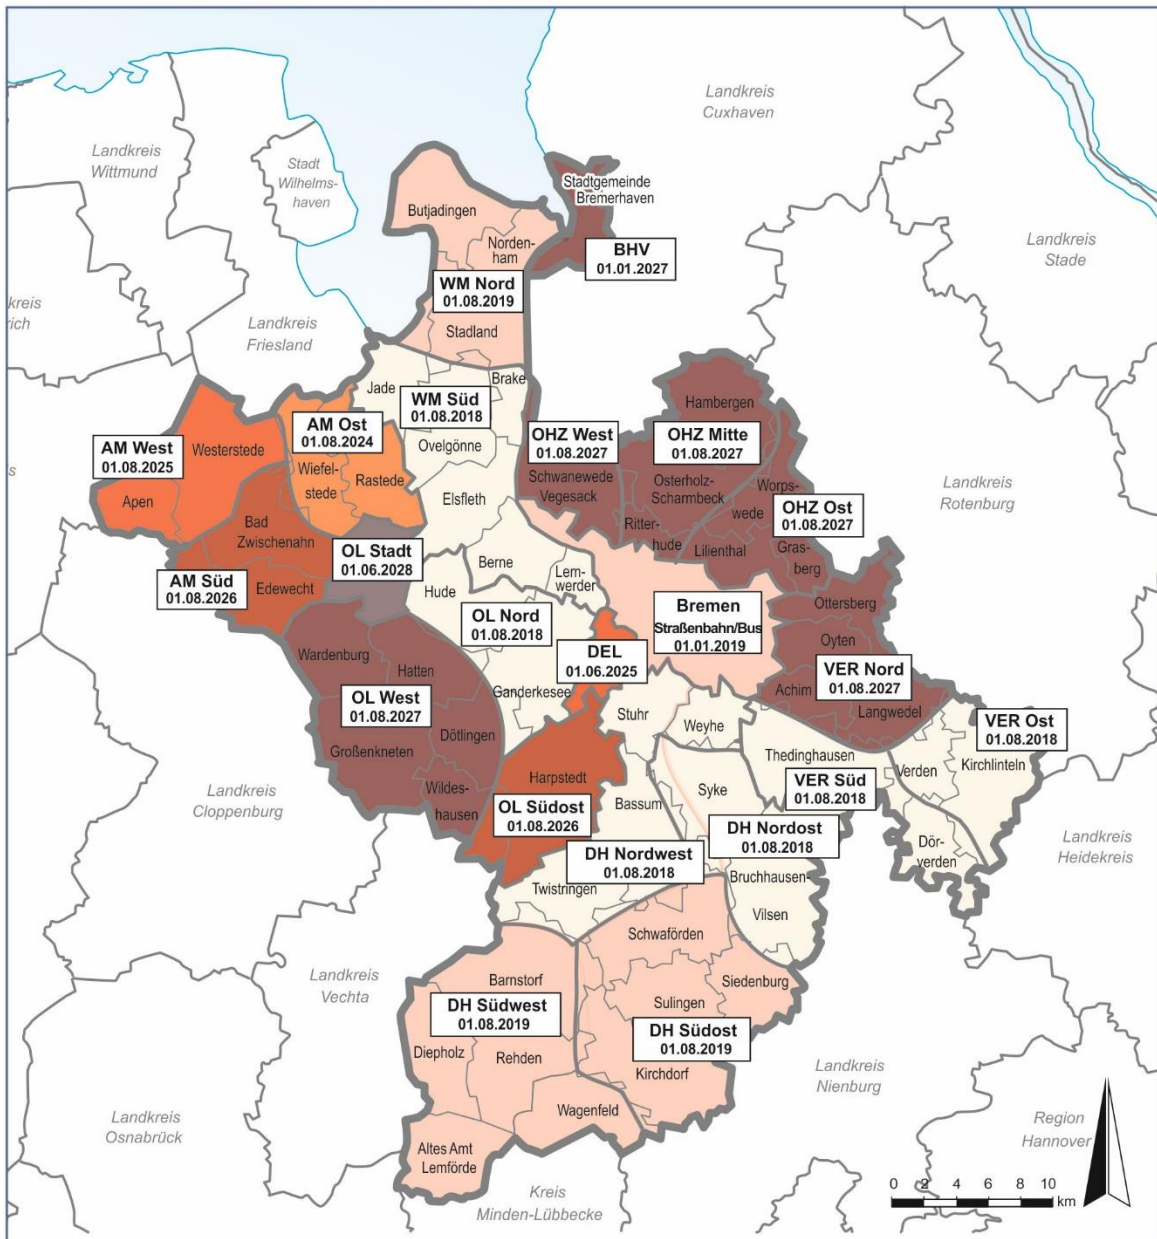 Landkreis
Cuxhaven
Landkreis
Wittmund
Stadt
Wilhelms-
haven
Stadtgemeinde
Bremerhaven
Butjadingen
Norden-
ham
BHV
01.01.2027
Landkreis
Stade
WM Nord
01.08.2019
Stadland
kreis
rich
Landkreis
Friesland
Jade
Brake
WM Süd
01.08.2018
Ovelgönne
Elsfleth
Hambergen
AM Ost
01.08.2024
Wiefel-
stede
Rastede
AM West
01.08.2025
Westerstede
Apen
OHZ West
01.08.2027
Schwanewede
Vegesack
OHZ Mitte
01.08.2027
Osterholz-
Scharmbeck
Ritter-
hude
Worps-
wede
OHZ Ost
01.08.2027
Lilienthal
Gras-
berg
Landkreis
Rotenburg
s
Bad
Zwischenahn
OL Stadt
01.06.2028
AM Süd
01.08.2026
Edewecht
Berne
Lem-
werder
Hude
OL Nord
01.08.2018
Bremen
Straßenbahn/Bus
01.01.2019
Ottersberg
Oyten
DEL
01.06.2025
VER Nord
01.08.2027
Achim
Langwedel
Wardenburg
Hatten
OL West
01.08.2027
Ganderkesee
Stuhr
Weyhe
VER Ost
01.08.2018
Kirchlinteln
Dötlingen
Großenkneten
Thedinghausen
Verden
VER Süd
01.08.2018
Wildes-
hausen
Harpstedt
OL Südost
01.08.2026
Bassum
Syke
Landkreis
Cloppenburg
DH Nordost
01.08.2018
Dör-
verden
Landkreis
Heidekreis
DH Nordwest
01.08.2018
Bruchhausen-
Vilsen
Twistringen
Schwaförden
Landkreis
Vechta
Barnstorf
Siedenburg
Sulingen
DH Südwest
01.08.2019
DH Südost
01.08.2019
Diepholz
Rehden
Kirchdorf
Landkreis
Nienburg
Wagenfeld
Landkreis
Osnabrück
Region
Hannover
Altes Amt
Lemförde
Kreis
Minden-Lübbecke
0 2 4 6 8 10
km